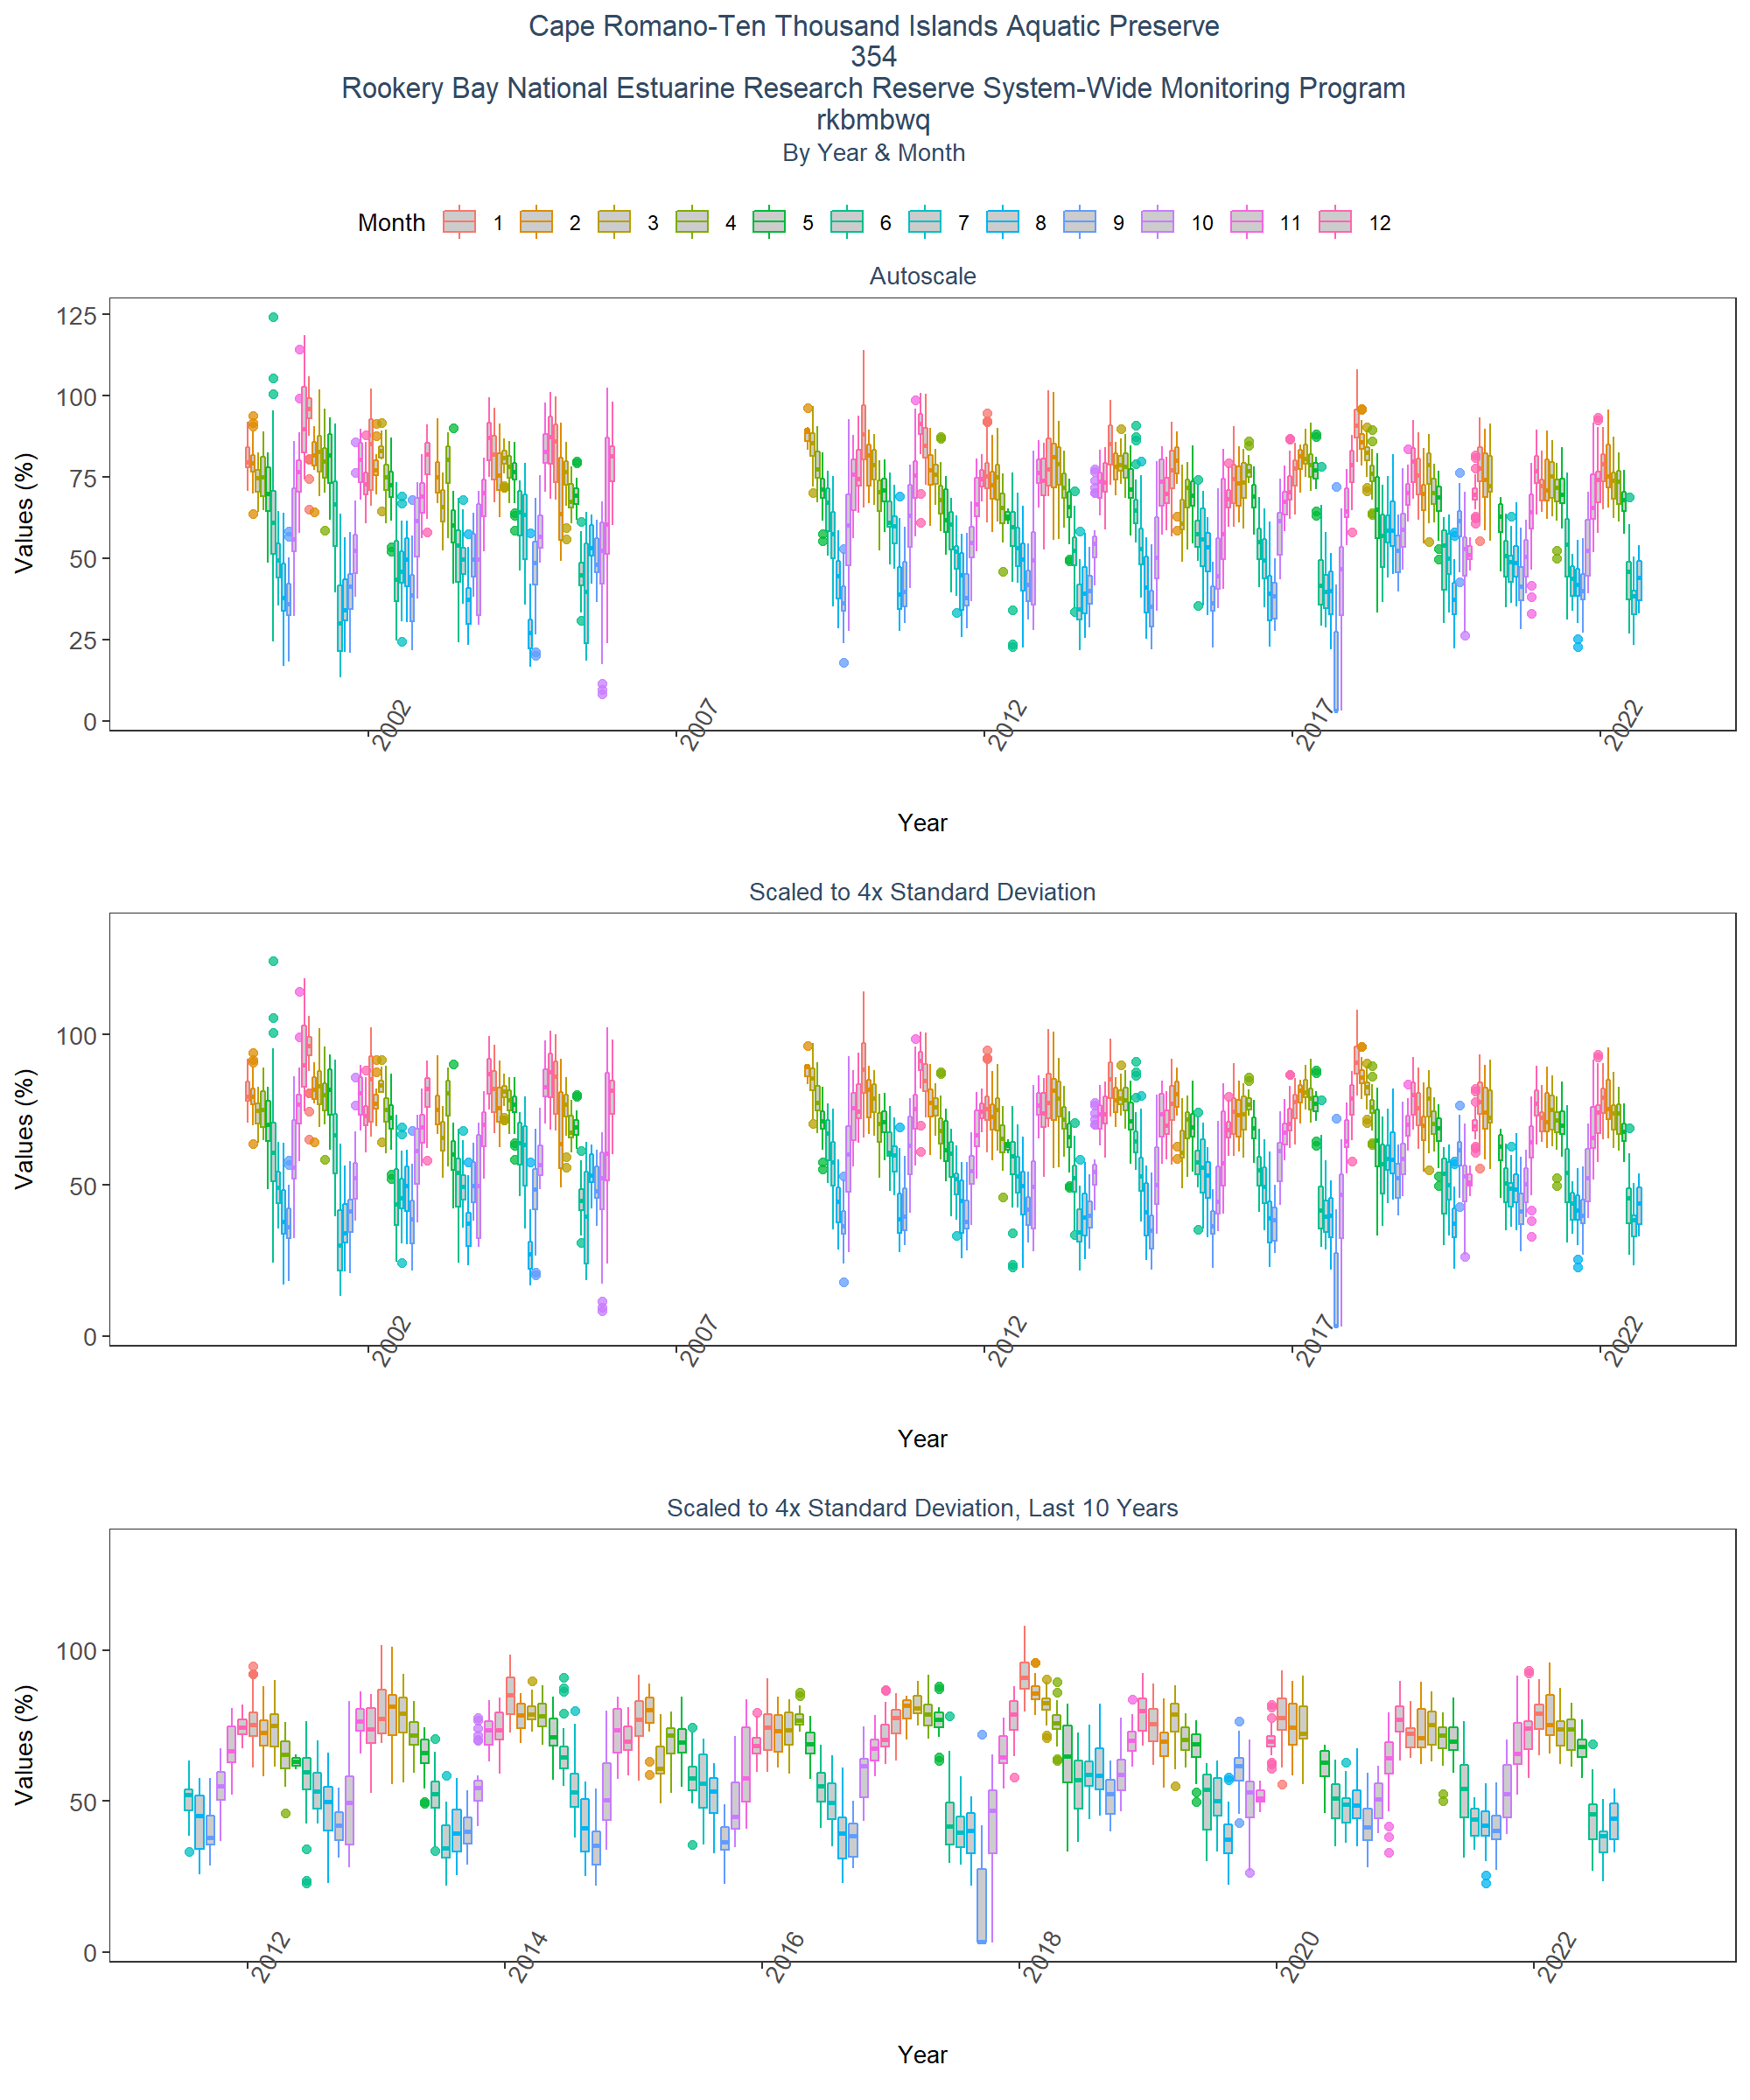 Cape Romano-Ten Thousand Islands Aquatic Preserve
354
Rookery Bay National Estuarine Research Reserve System-Wide Monitoring Program
rkbmbwq
By Year & Month
Month 1 2 3 4 5 6 7 8 9 10 11 12
Autoscale
Values (%)
125
100
75
50
25
0
2002 2007 2012 2017 2022
Year
Scaled to 4x Standard Deviation
Values (%)
100
50
0
2002 2007 2012 2017 2022
Year
Scaled to 4x Standard Deviation, Last 10 Years
Values (%)
100
50
0
2012 2014 2016 2018 2020 2022
Year